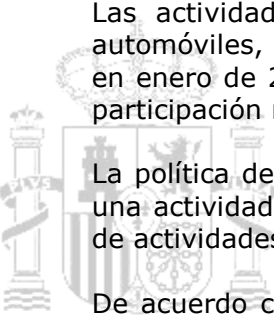 Las actividad
automóviles,
en enero de 2
participación
La política de
una actividad
de actividades
De acuerdo c